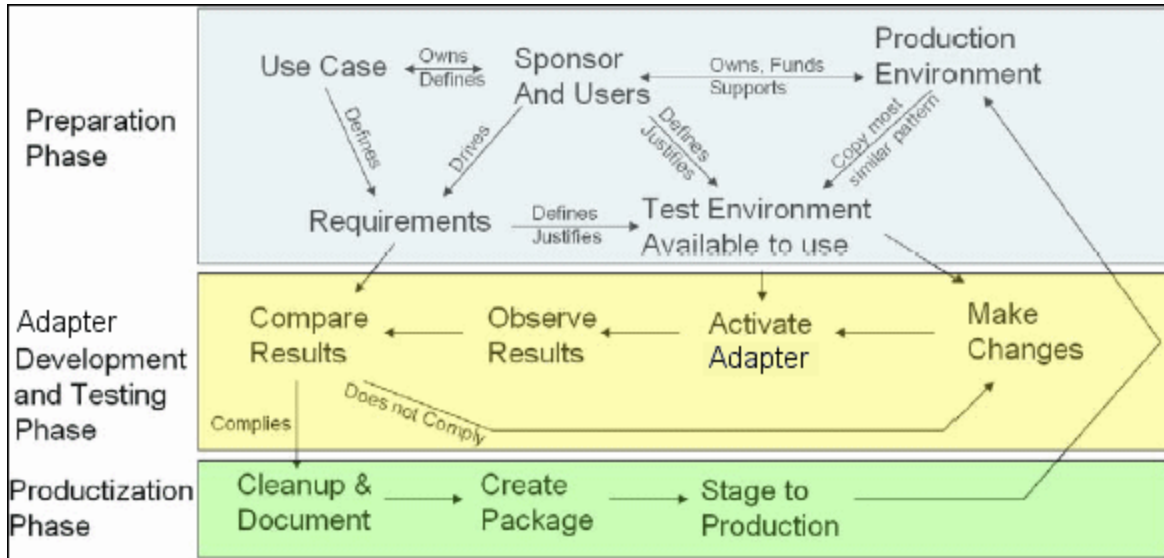 Preparation
Phase
Use Case
Owns
Defines
Sponsor
And Users
Owns, Funds
Supports
Production
Environment
Defines
Drives
Defines
Justifies
Copy most
similar pattern
Requirements
Defines
Justifies
Test Environment
Available to use
Adapter
Development
and Testing
Phase
Compare
Results
Observe
Results
Activate
Adapter
Make
Changes
Complies
Does not Comply
Productization
Phase
Cleanup &
Document
Create
Package
Stage to
Production